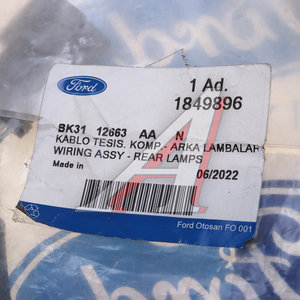 Ford
1 Ad.
1849896
BK31 12663 AA N
KABLO TESIS. KOMP - ARKA LAMBALAR
WIRING ASSY - REAR LAMPS
Made in
06/2022
Ford Otosan FO 001